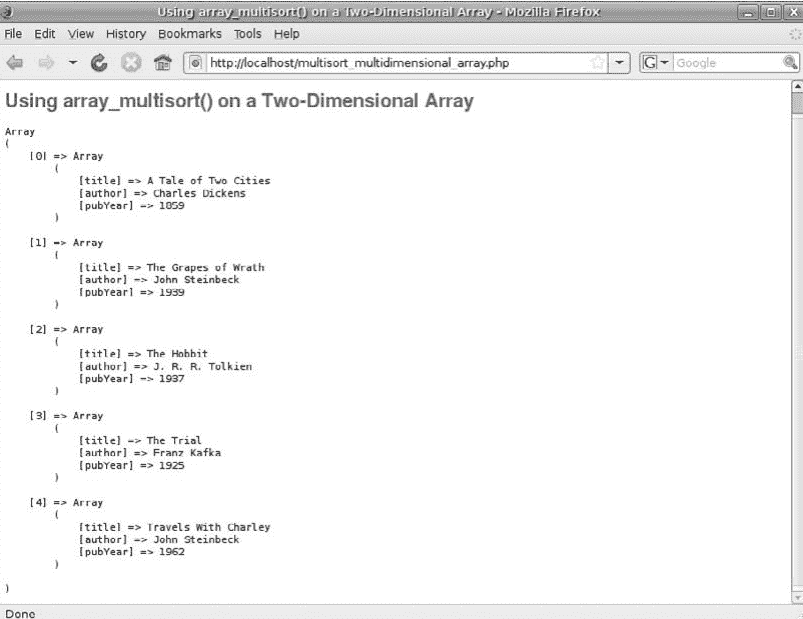 Using array_multisort() on a Two-Dimensional Array - Mozilla Firefox
File Edit View History Bookmarks Tools Help
http://localhost/multisort_multidimensional_array.php
G Google
Using array_multisort() on a Two-Dimensional Array
Array
(
[0] => Array
(
[title] => A Tale of Two Cities
[author] => Charles Dickens
[pubYear] => 1859
)
[1] => Array
(
[title] => The Grapes of Wrath
[author] => John Steinbeck
[pubYear] => 1939
)
[2] => Array
(
[title] => The Hobbit
[author] => J. R. R. Tolkien
[pubYear] => 1937
)
[3] => Array
(
[title] => The Trial
[author] => Franz Kafka
[pubYear] => 1925
)
[4] => Array
(
[title] => Travels With Charley
[author] => John Steinbeck
[pubYear] => 1962
)
)
Done